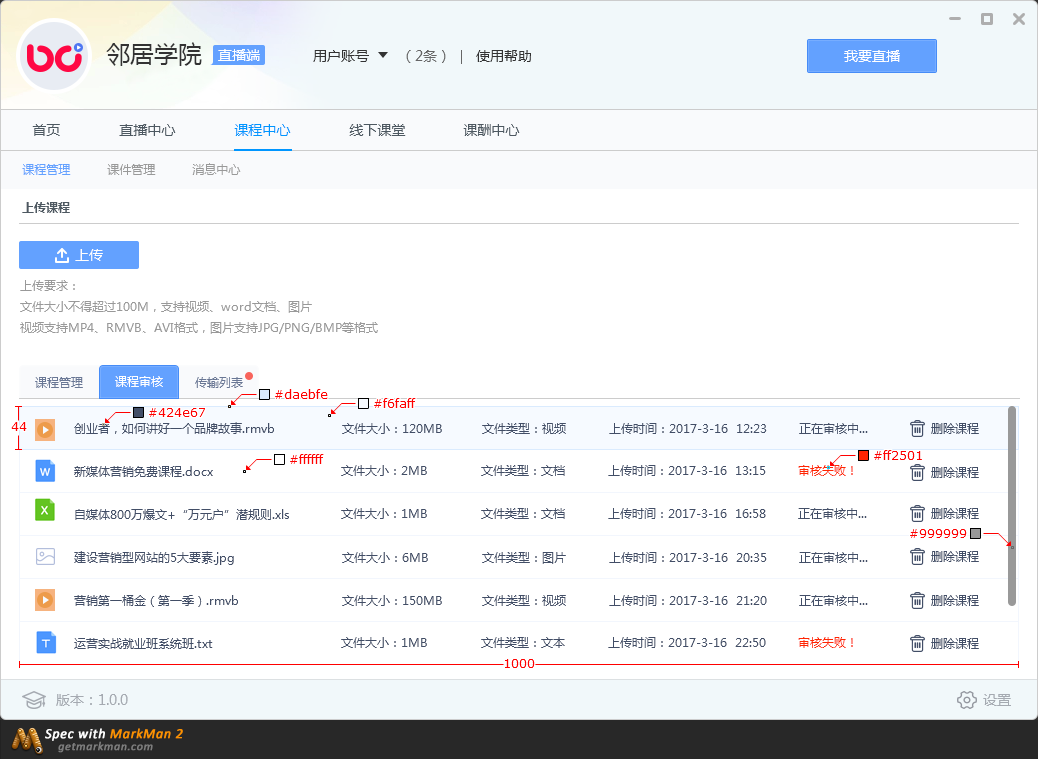 邻居学院 直播端 用户账号 （2条） | 使用帮助 我要直播
首页 直播中心 课程中心 线下课堂 课酬中心
课程管理 课件管理 消息中心
上传课程
上传
上传要求：
文件大小不得超过100M，支持视频、word文档、图片
视频支持MP4、RMVB、AVI格式，图片支持JPG/PNG/BMP等格式
课程管理 课程审核 传输列表
#daebfe
#f6faff
#424e67
44
创业者，如何讲好一个品牌故事.rmvb 文件大小：120MB 文件类型：视频 上传时间：2017-3-16 12:23 正在审核中... 删除课程
#ffffff
#ff2501
W 新媒体营销免费课程.docx 文件大小：2MB 文件类型：文档 上传时间：2017-3-16 13:15 审核失败！ 删除课程
X 自媒体800万爆文+“万元户”潜规则.xls 文件大小：1MB 文件类型：文档 上传时间：2017-3-16 16:58 正在审核中... 删除课程
#999999
建设营销型网站的5大要素.jpg 文件大小：6MB 文件类型：图片 上传时间：2017-3-16 20:35 正在审核中... 删除课程
营销第一桶金（第一季）.rmvb 文件大小：150MB 文件类型：视频 上传时间：2017-3-16 21:20 正在审核中... 删除课程
T 运营实战就业班系统班.txt 文件大小：1MB 文件类型：文本 上传时间：2017-3-16 22:50 审核失败！ 删除课程
1000
版本：1.0.0 设置
Spec with MarkMan 2
getmarkman.com